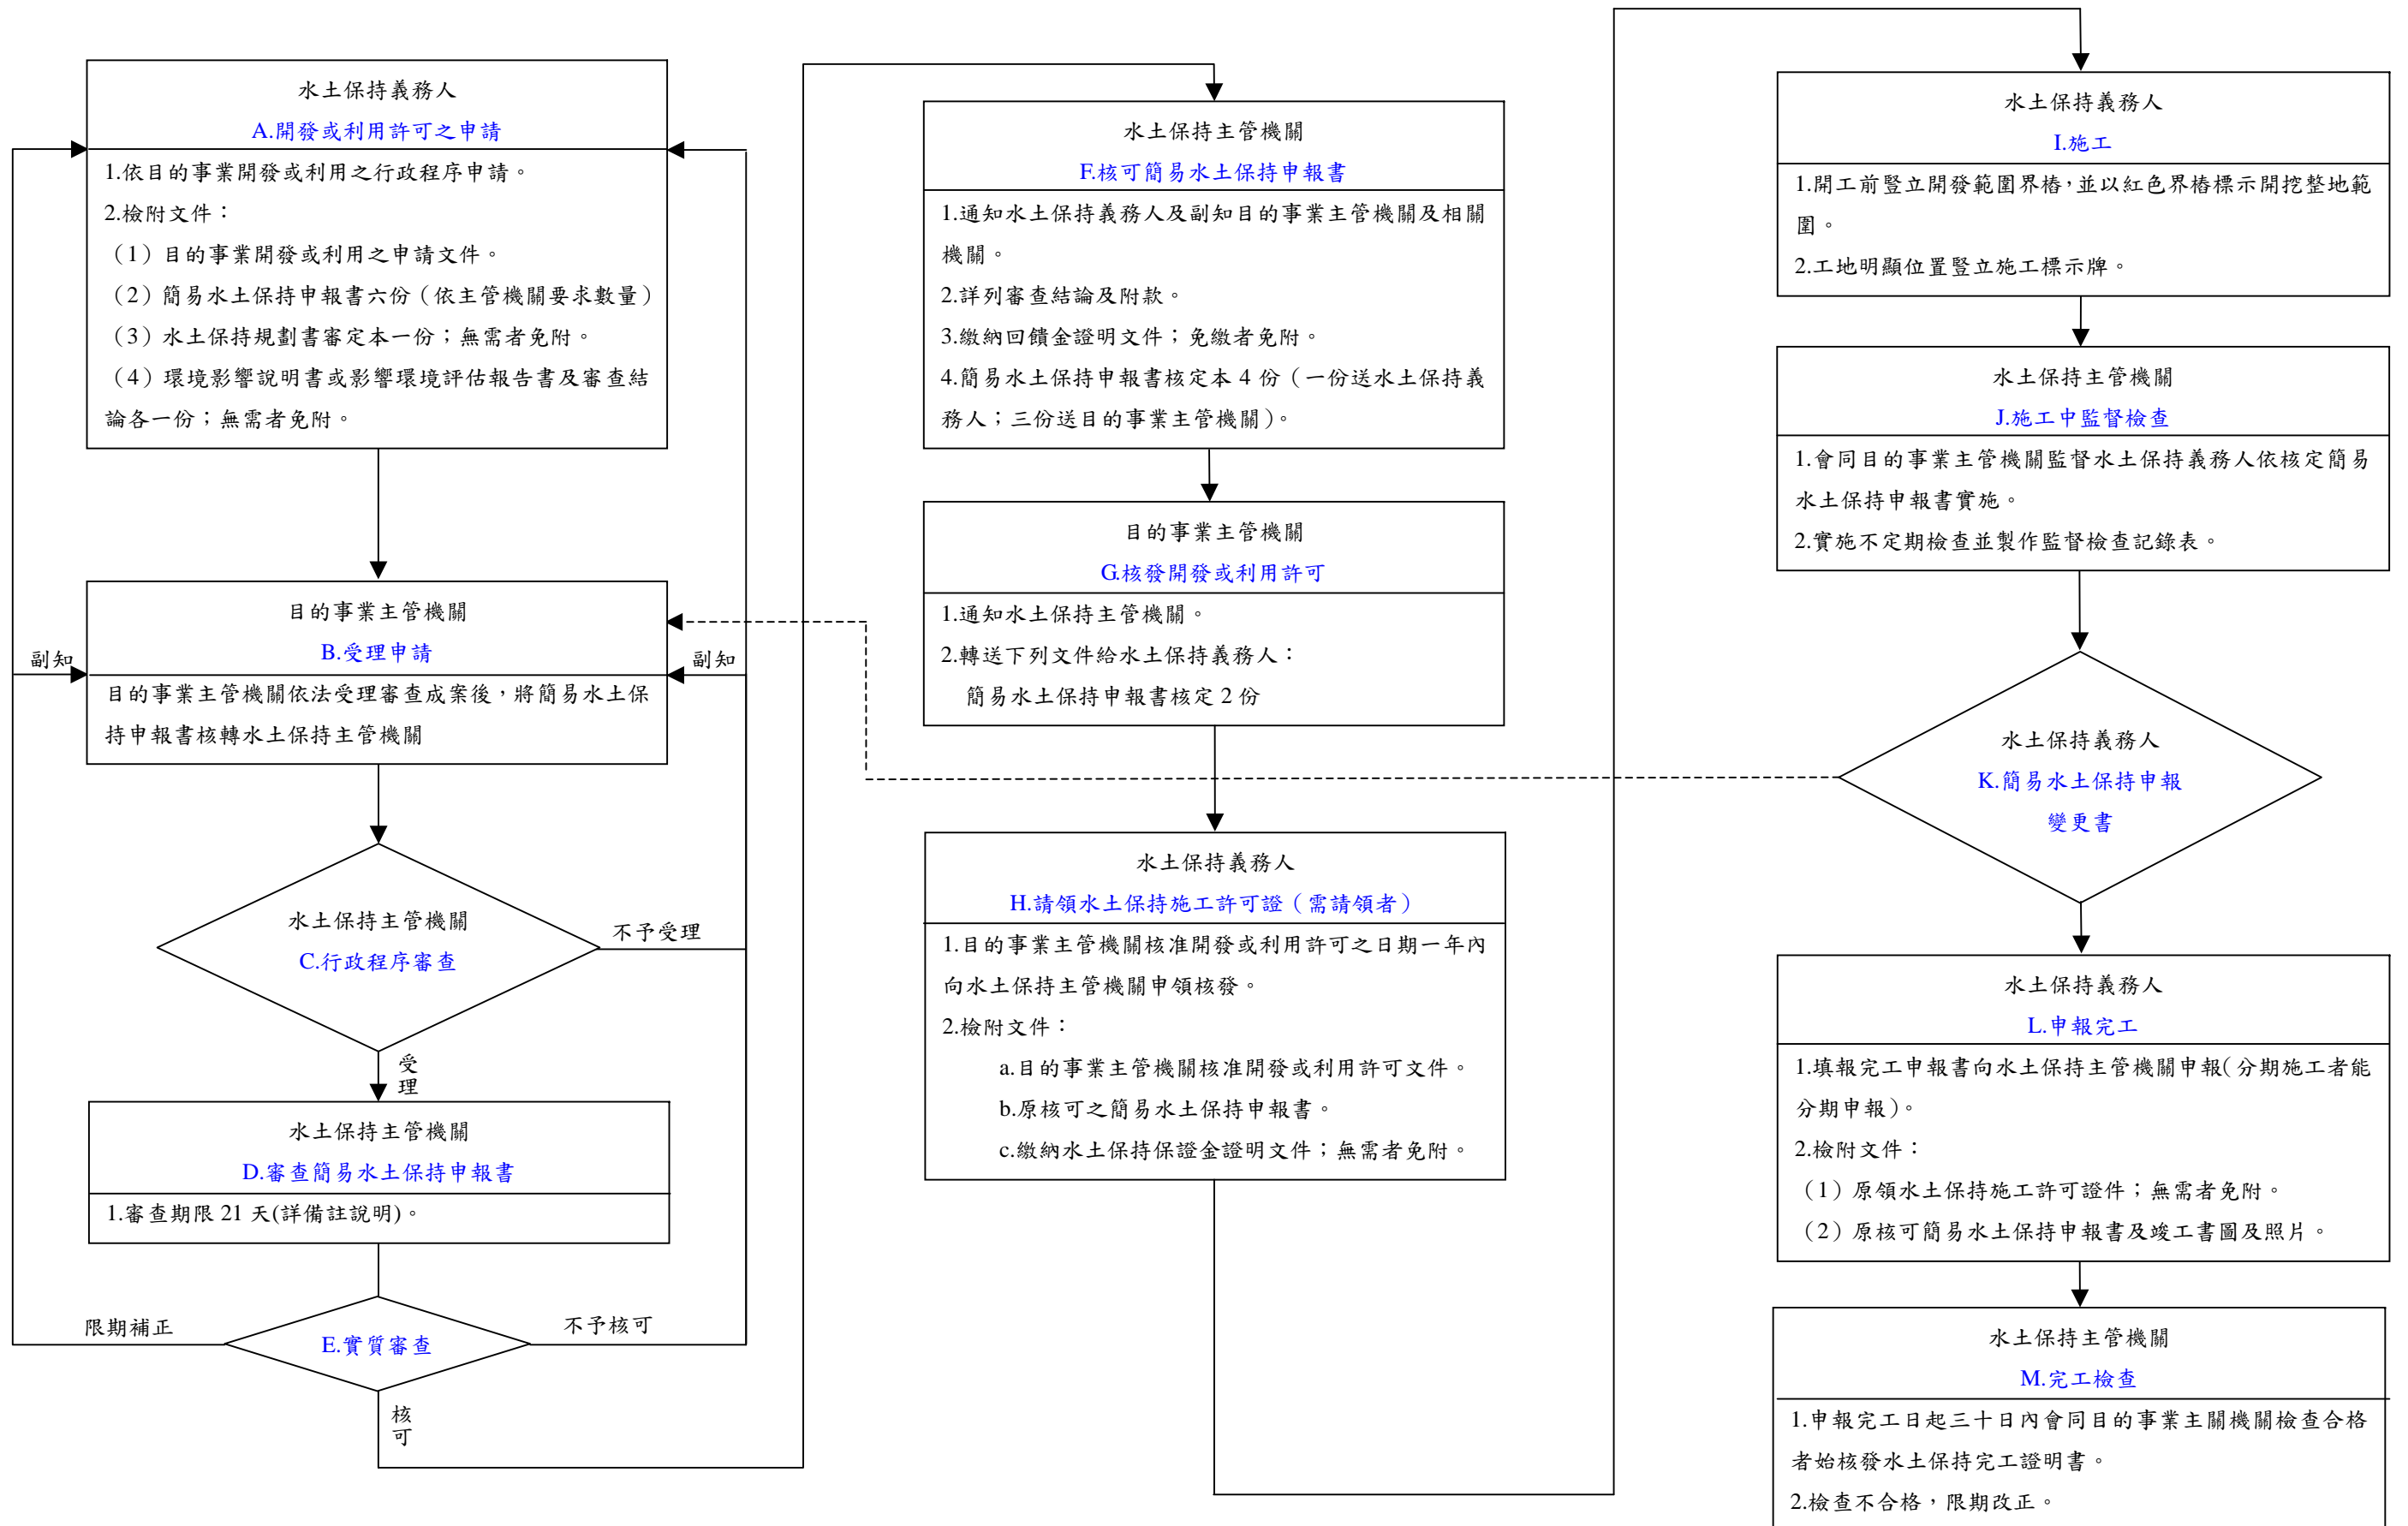 水土保持義務人
A.開發或利用許可之申請
1.依目的事業開發或利用之行政程序申請。
2.檢附文件：
（1）目的事業開發或利用之申請文件。
（2）簡易水土保持申報書六份（依主管機關要求數量）
（3）水土保持規劃書審定本一份；無需者免附。
（4）環境影響說明書或影響環境評估報告書及審查結
論各一份；無需者免附。
目的事業主管機關
B.受理申請
副知
副知
目的事業主管機關依法受理審查成案後，將簡易水土保
持申報書核轉水土保持主管機關
水土保持主管機關
C.行政程序審查
不予受理
受
理
水土保持主管機關
D.審查簡易水土保持申報書
1.審查期限 21 天(詳備註說明)。
限期補正
E.實質審查
不予核可
核
可
水土保持主管機關
F.核可簡易水土保持申報書
1.通知水土保持義務人及副知目的事業主管機關及相關
機關。
2.詳列審查結論及附款。
3.繳納回饋金證明文件；免繳者免附。
4.簡易水土保持申報書核定本 4 份（一份送水土保持義
務人；三份送目的事業主管機關）。
目的事業主管機關
G.核發開發或利用許可
1.通知水土保持主管機關。
2.轉送下列文件給水土保持義務人：
簡易水土保持申報書核定 2 份
水土保持義務人
H.請領水土保持施工許可證（需請領者）
1.目的事業主管機關核准開發或利用許可之日期一年內
向水土保持主管機關申領核發。
2.檢附文件：
a.目的事業主管機關核准開發或利用許可文件。
b.原核可之簡易水土保持申報書。
c.繳納水土保持保證金證明文件；無需者免附。
水土保持義務人
I.施工
1.開工前豎立開發範圍界樁，並以紅色界樁標示開挖整地範
圍。
2.工地明顯位置豎立施工標示牌。
水土保持主管機關
J.施工中監督檢查
1.會同目的事業主管機關監督水土保持義務人依核定簡易
水土保持申報書實施。
2.實施不定期檢查並製作監督檢查記錄表。
水土保持義務人
K.簡易水土保持申報
變更書
水土保持義務人
L.申報完工
1.填報完工申報書向水土保持主管機關申報（分期施工者能
分期申報）。
2.檢附文件：
（1）原領水土保持施工許可證件；無需者免附。
（2）原核可簡易水土保持申報書及竣工書圖及照片。
水土保持主管機關
M.完工檢查
1.申報完工日起三十日內會同目的事業主關機關檢查合格
者始核發水土保持完工證明書。
2.檢查不合格，限期改正。